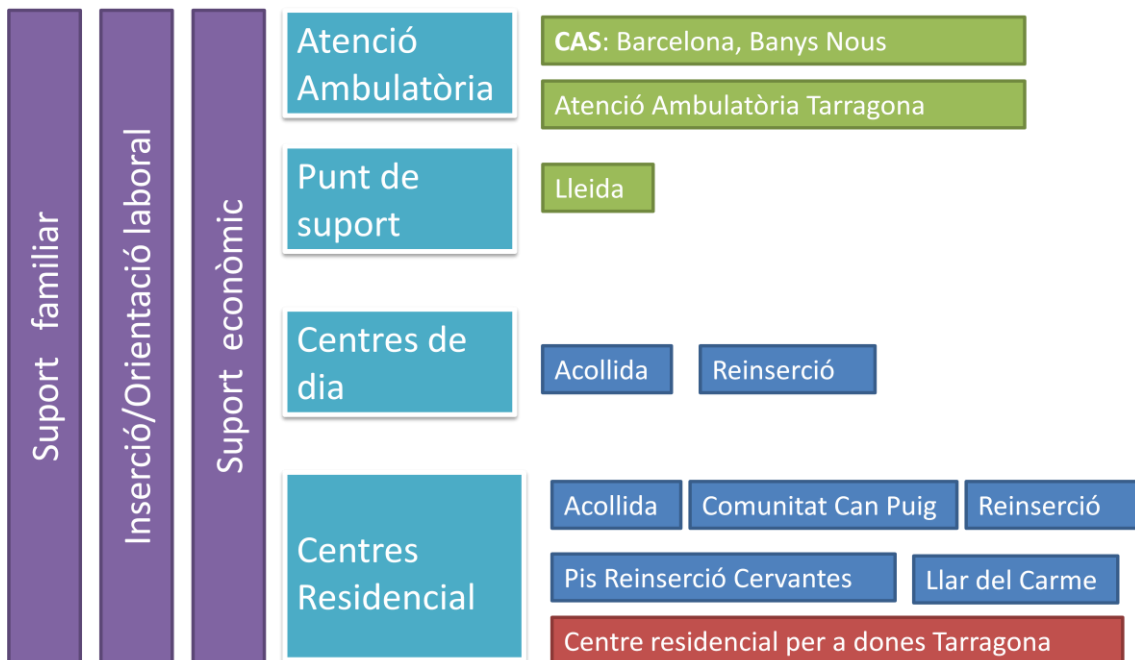 Suport familiar
Inserció/Orientació laboral
Suport econòmic
Atenció
Ambulatòria
CAS: Barcelona, Banys Nous
Atenció Ambulatòria Tarragona
Punt de
suport
Lleida
Centres de
dia
Acollida
Reinserció
Centres
Residencial
Acollida
Comunitat Can Puig
Reinserció
Pis Reinserció Cervantes
Llar del Carme
Centre residencial per a dones Tarragona